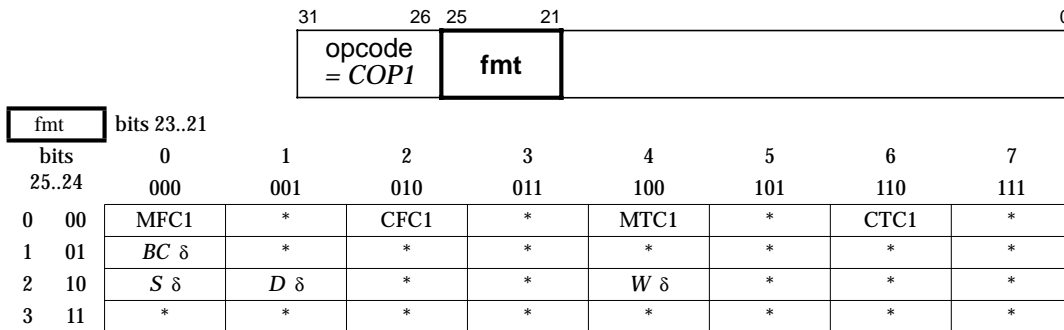 31 26 25 21 0
opcode
= COP1
fmt
fmt bits 23..21
bits 0 1 2 3 4 5 6 7
25..24 000 001 010 011 100 101 110 111
0 00 MFC1 * CFC1 * MTC1 * CTC1 *
1 01 BC δ * * * * * * *
2 10 S δ D δ * * W δ * * *
3 11 * * * * * * * *